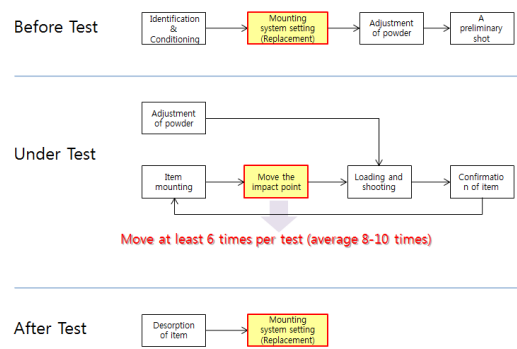 Before Test
Identification
&
Conditioning
Mounting
system setting
(Replacement)
Adjustment
of powder
A
preliminary
shot
Under Test
Adjustment
of powder
Item
mounting
Move the
impact point
Loading and
shooting
Confirmatio
n of item
Move at least 6 times per test (average 8-10 times)
After Test
Desorption
of item
Mounting
system setting
(Replacement)